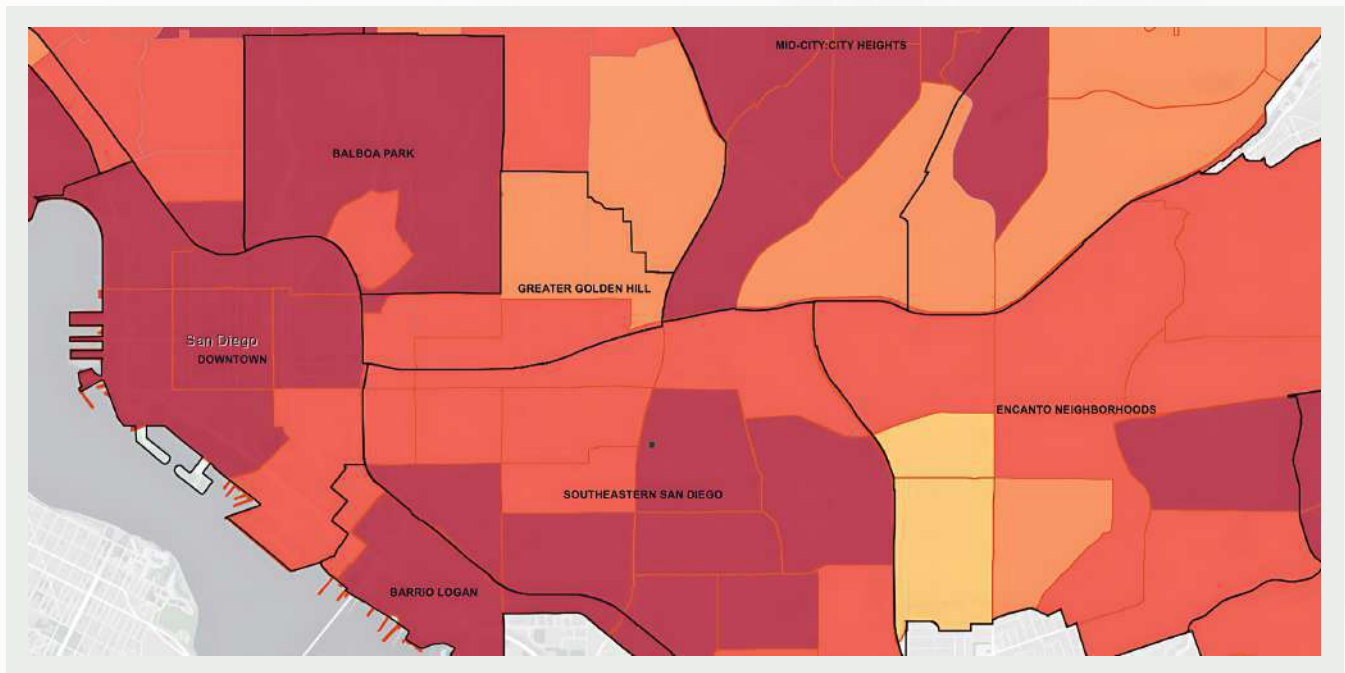 MID-CITY:CITY HEIGHTS
BALBOA PARK
GREATER GOLDEN HILL
San Diego
DOWNTOWN
ENCANTO NEIGHBORHOODS
SOUTHEASTERN SAN DIEGO
BARRIO LOGAN